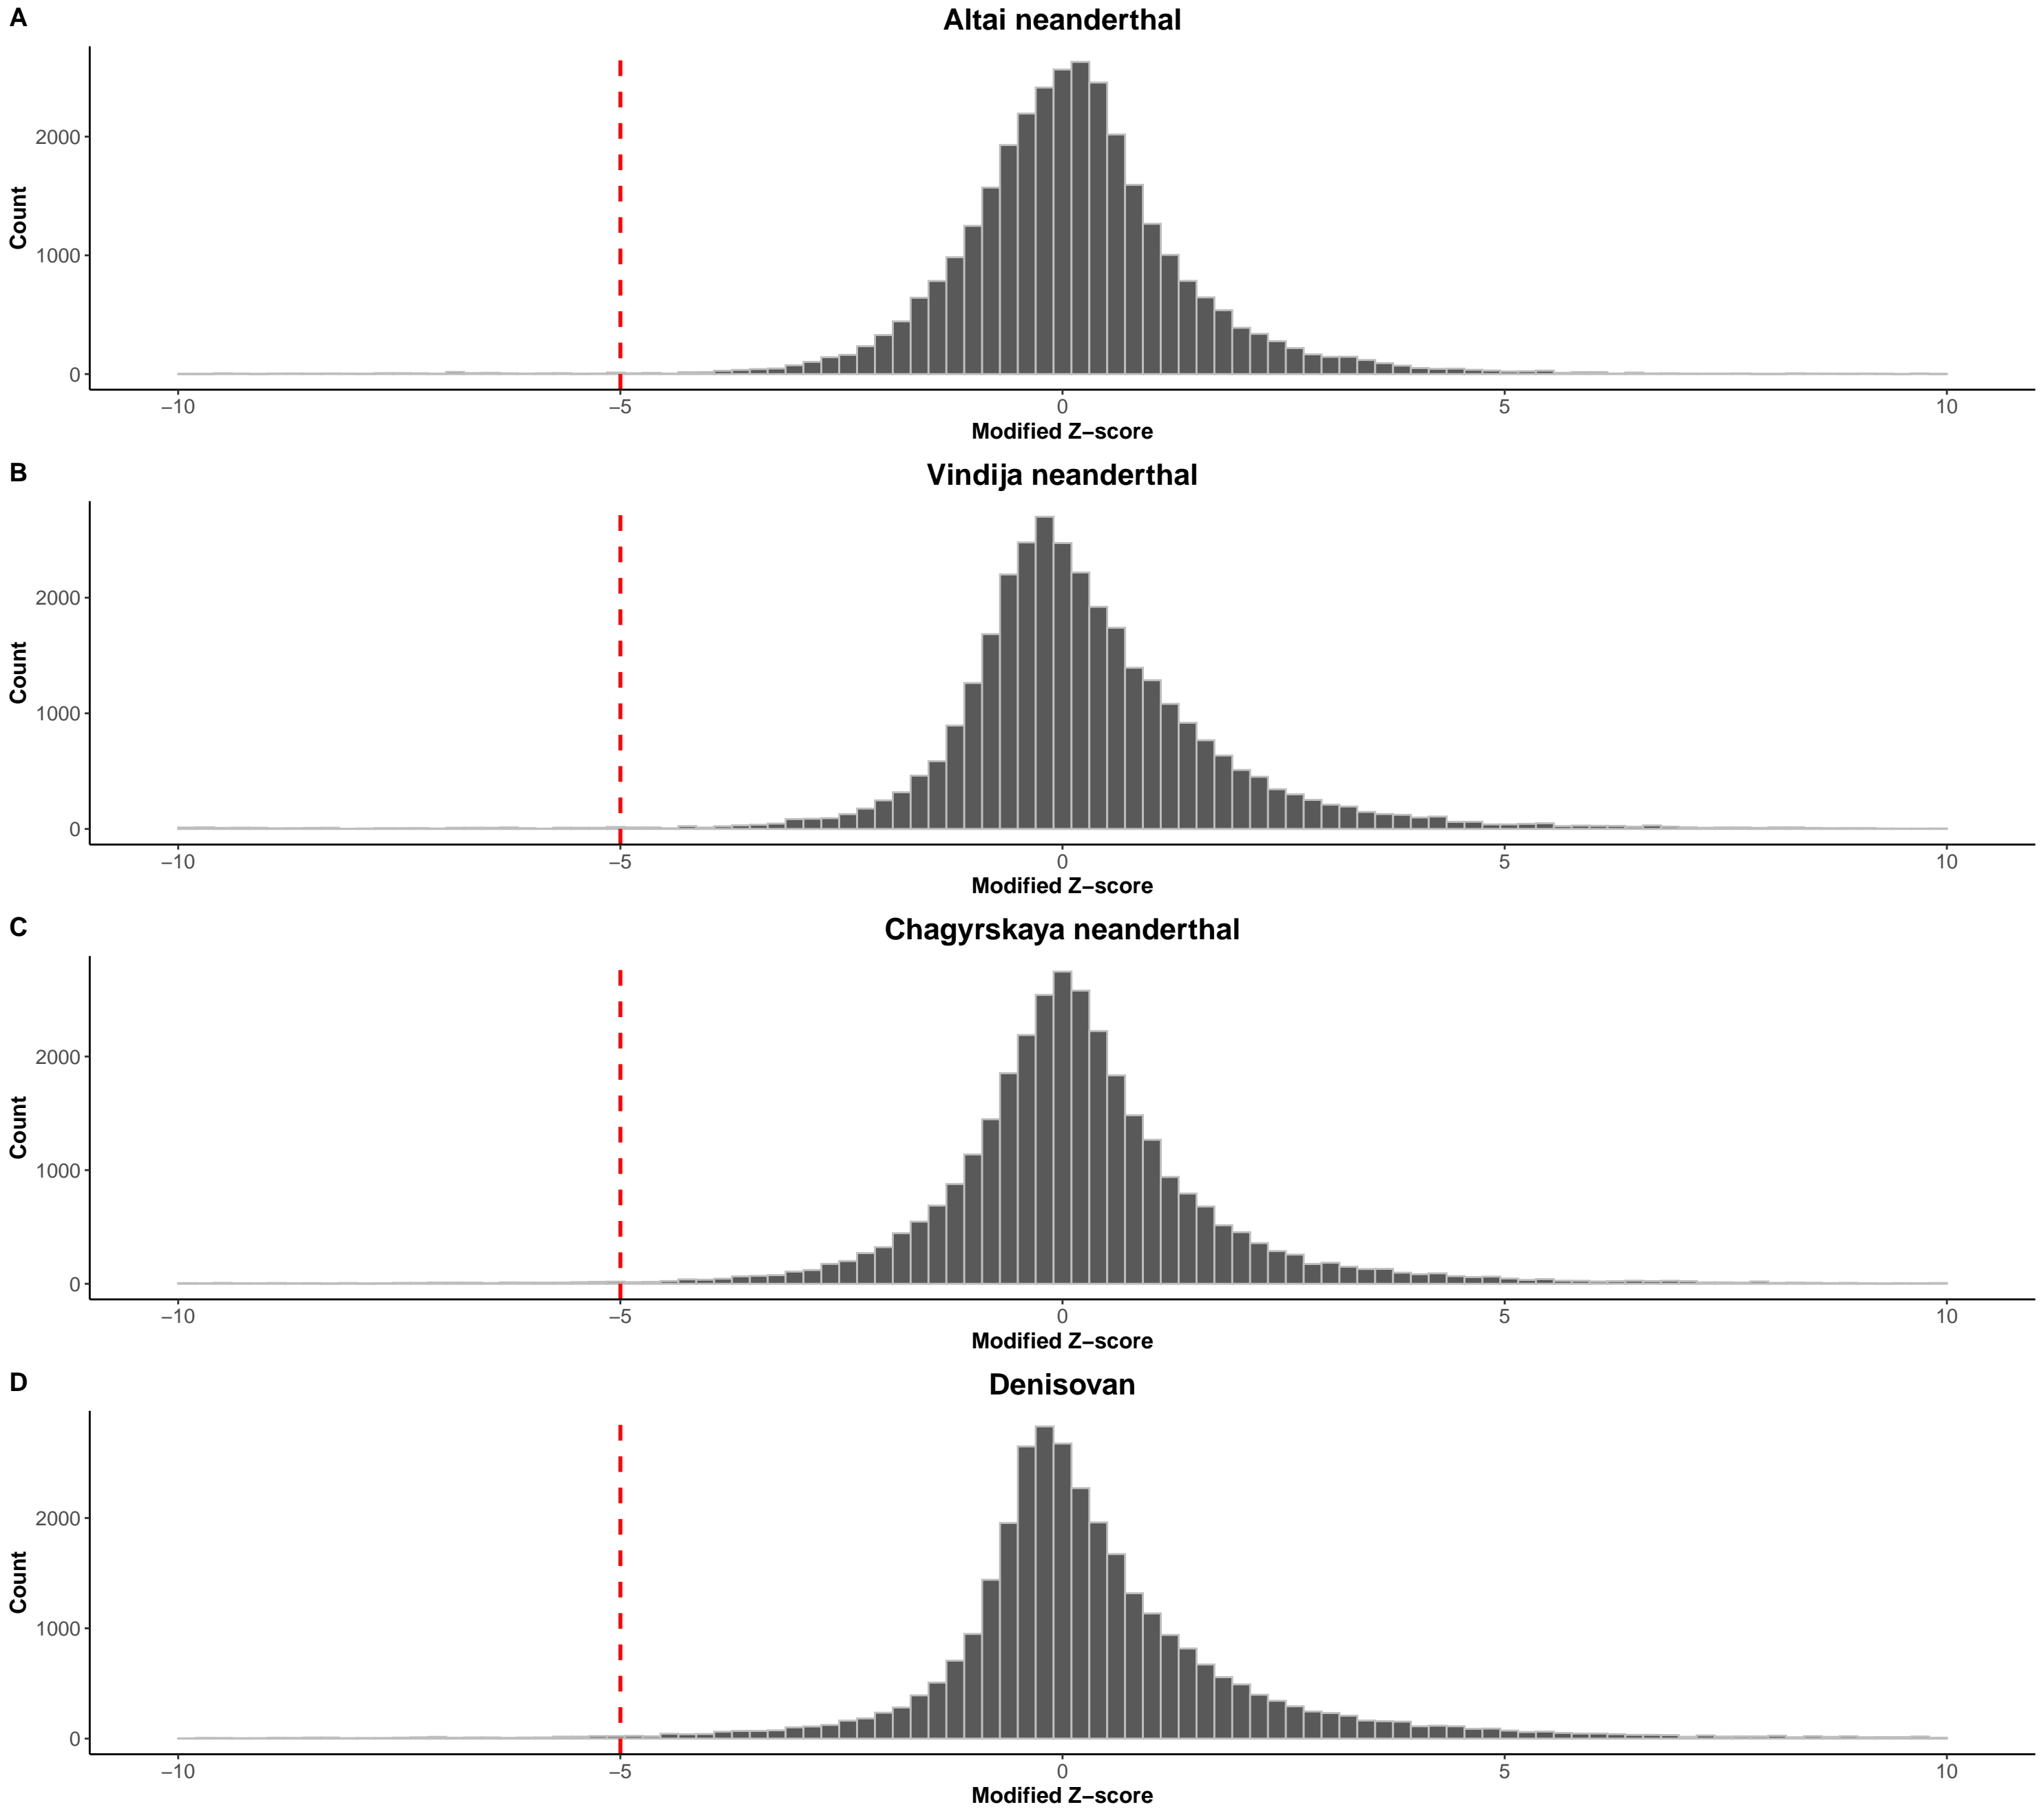 A
Altai neanderthal
Count
2000
1000
0
–10 –5 0 5 10
Modified Z–score
B
Vindija neanderthal
Count
2000
1000
0
–10 –5 0 5 10
Modified Z–score
C
Chagyrskaya neanderthal
Count
2000
1000
0
–10 –5 0 5 10
Modified Z–score
D
Denisovan
Count
2000
1000
0
–10 –5 0 5 10
Modified Z–score